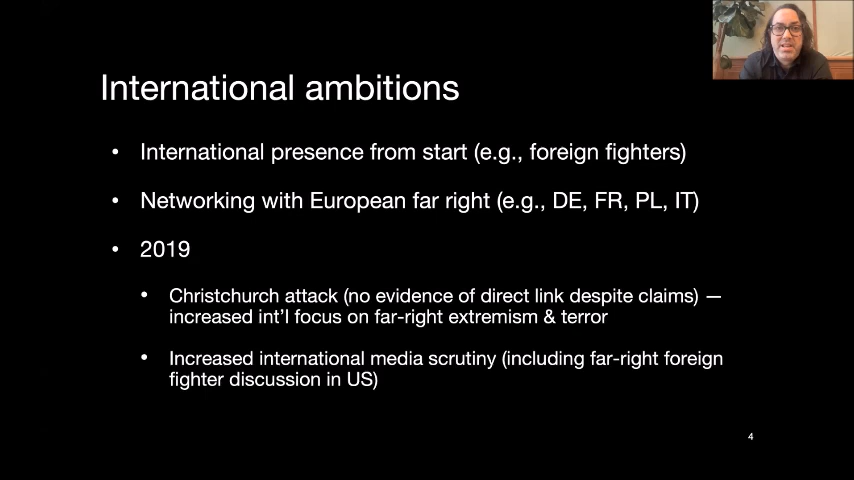 International ambitions
• International presence from start (e.g., foreign fighters)
• Networking with European far right (e.g., DE, FR, PL, IT)
• 2019
• Christchurch attack (no evidence of direct link despite claims) —
increased int'l focus on far-right extremism & terror
• Increased international media scrutiny (including far-right foreign
fighter discussion in US)
4